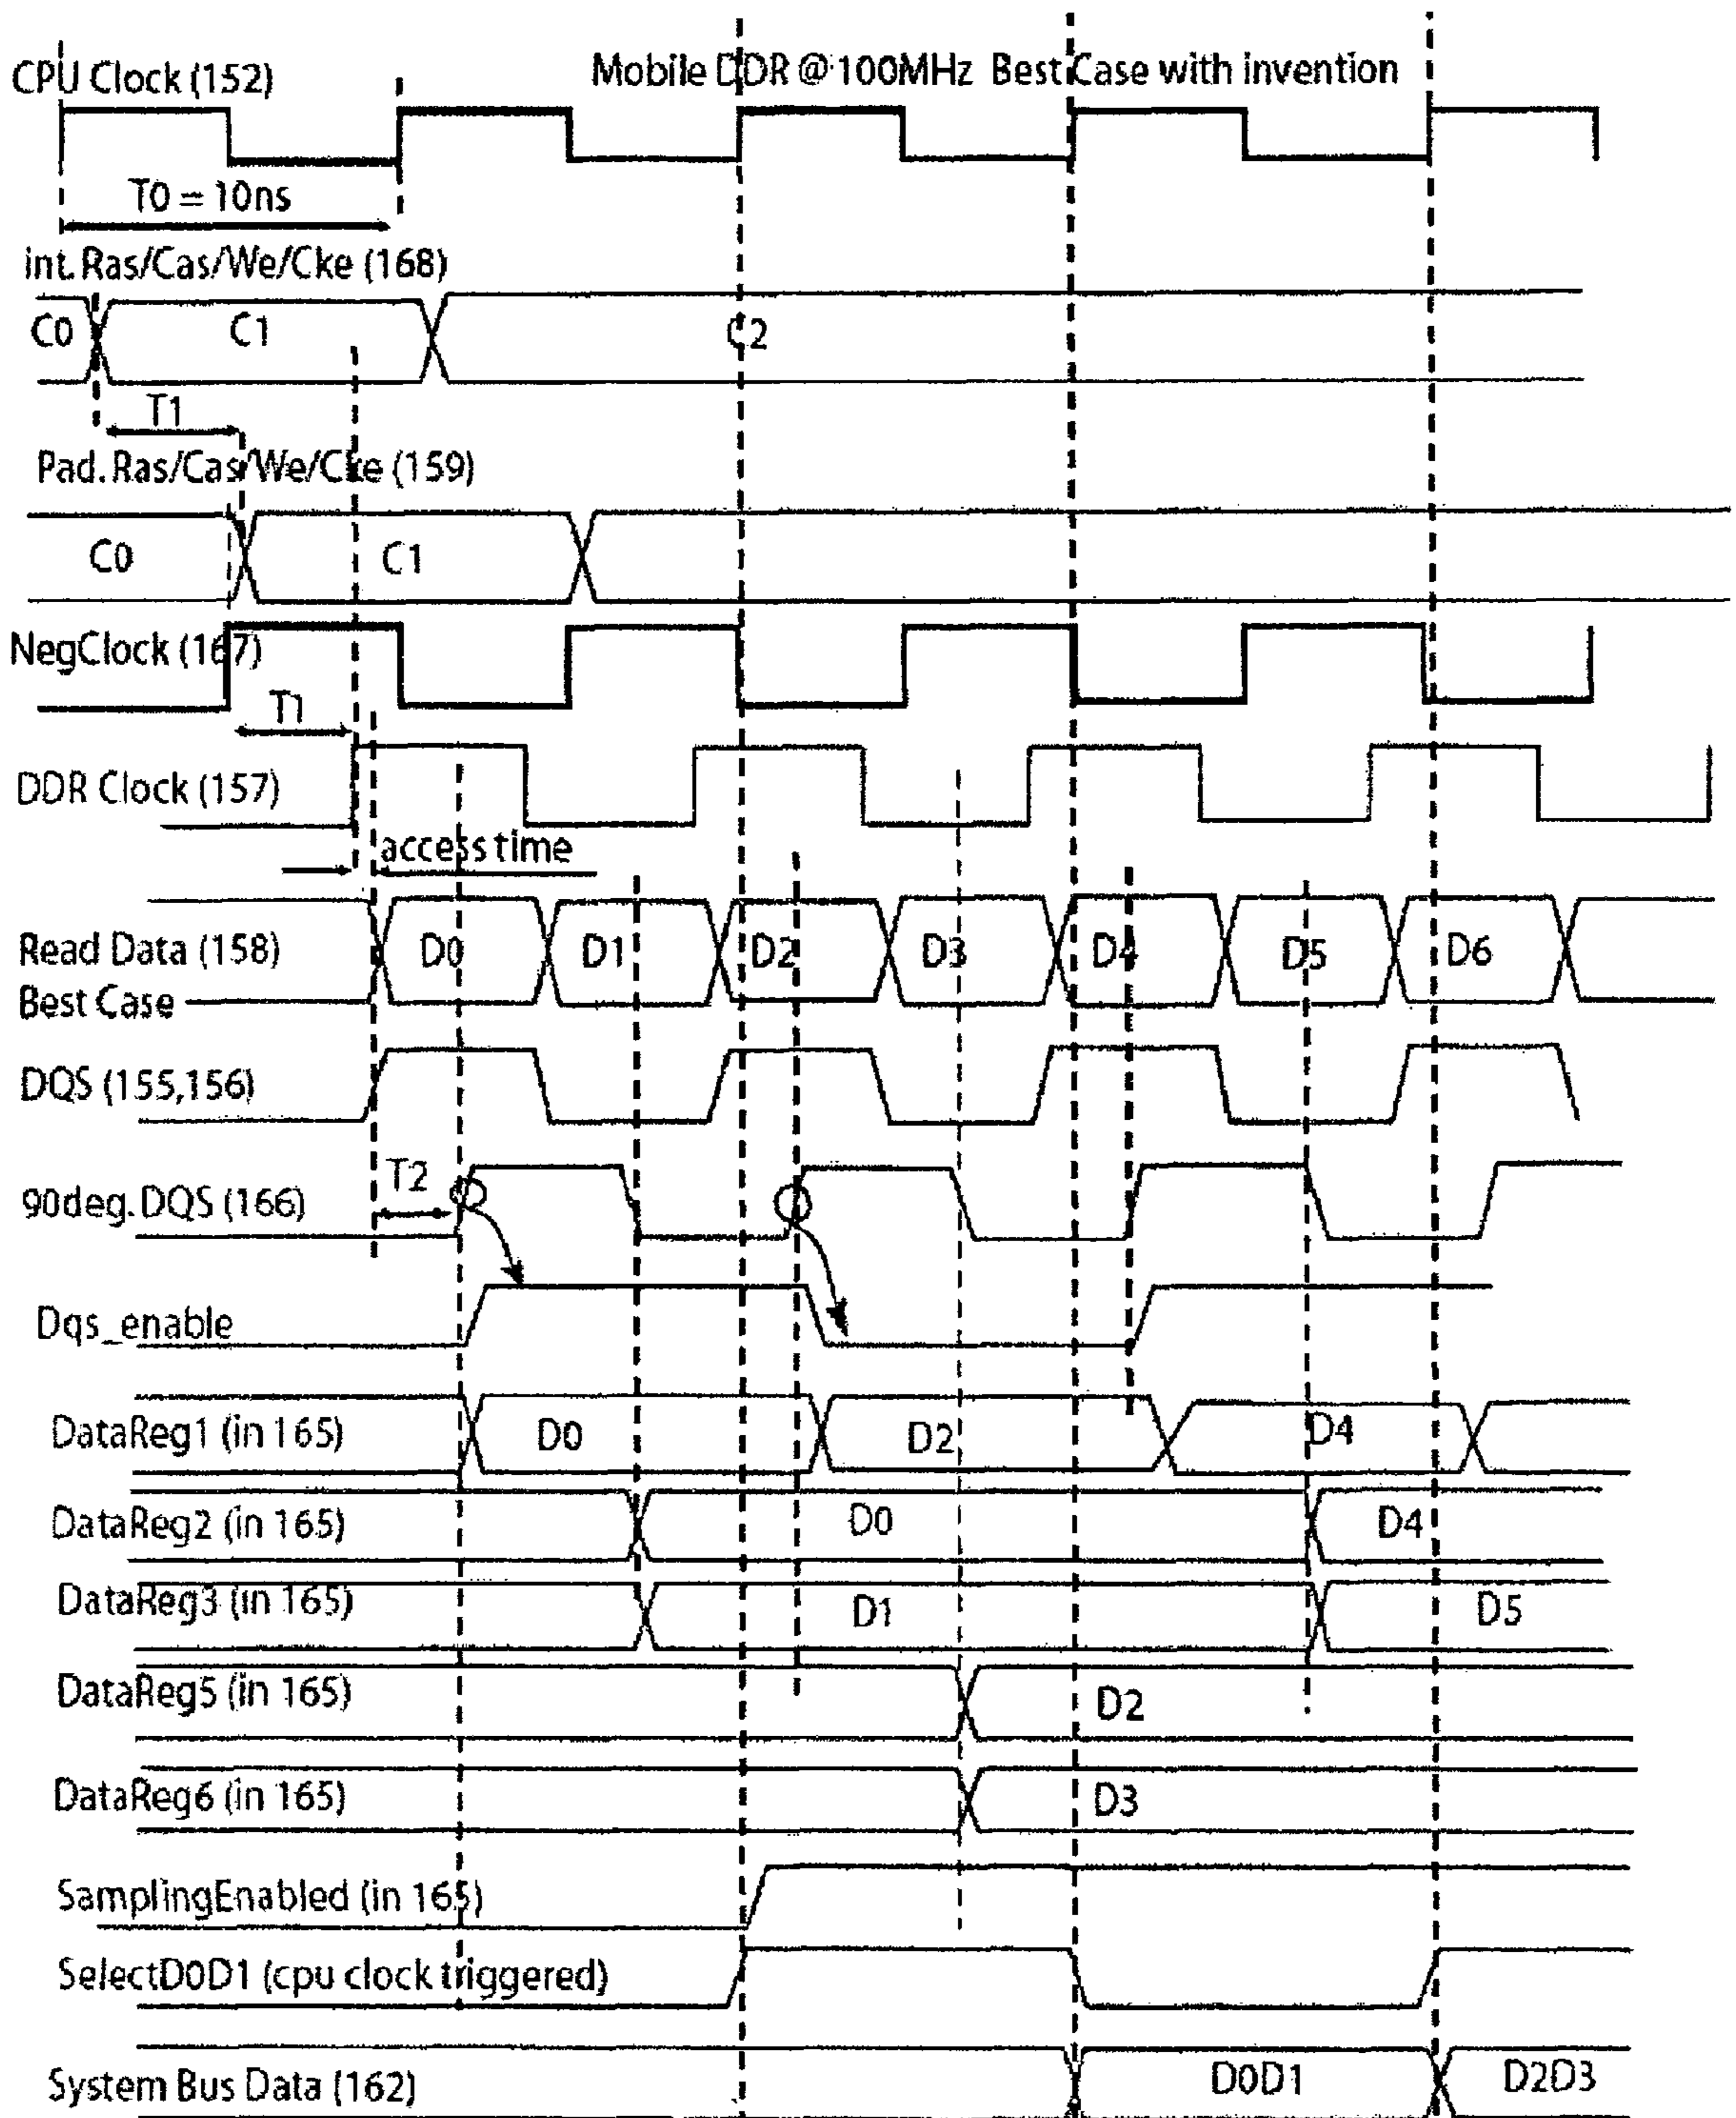 CPU Clock (152)
Mobile DDR @ 100MHz Best Case with invention
T0 = 10ns
int. Ras/Cas/We/Cke (168)
C0
C1
C2
T1
Pad. Ras/Cas/We/Cke (159)
C0
C1
NegClock (167)
T1
DDR Clock (157)
access time
Read Data (158)
D0
D1
D2
D3
D4
D5
D6
Best Case
DQS (155,156)
T2
90deg. DQS (166)
Dqs_enable
DataReg1 (in 165)
D0
D2
D4
DataReg2 (in 165)
D0
D4
DataReg3 (in 165)
D1
D5
DataReg5 (in 165)
D2
DataReg6 (in 165)
D3
SamplingEnabled (in 165)
SelectD0D1 (cpu clock triggered)
System Bus Data (162)
D0D1
D2D3